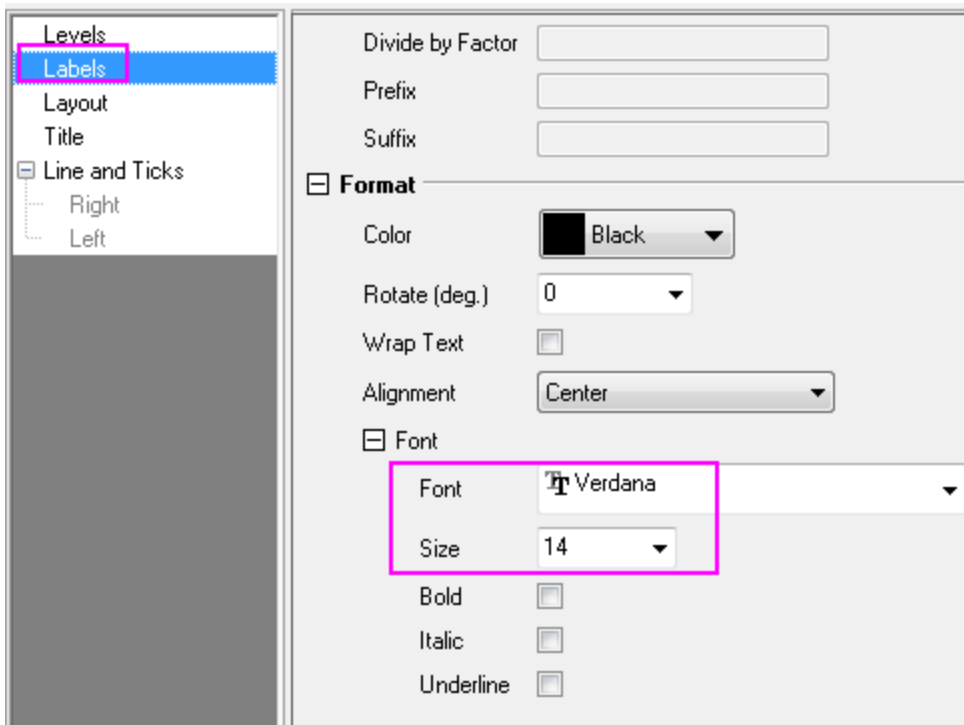 Levels
Labels
Layout
Title
Line and Ticks
Right
Left
Divide by Factor
Prefix
Suffix
Format
Color Black
Rotate (deg.) 0
Wrap Text
Alignment Center
Font
Font Verdana
Size 14
Bold
Italic
Underline